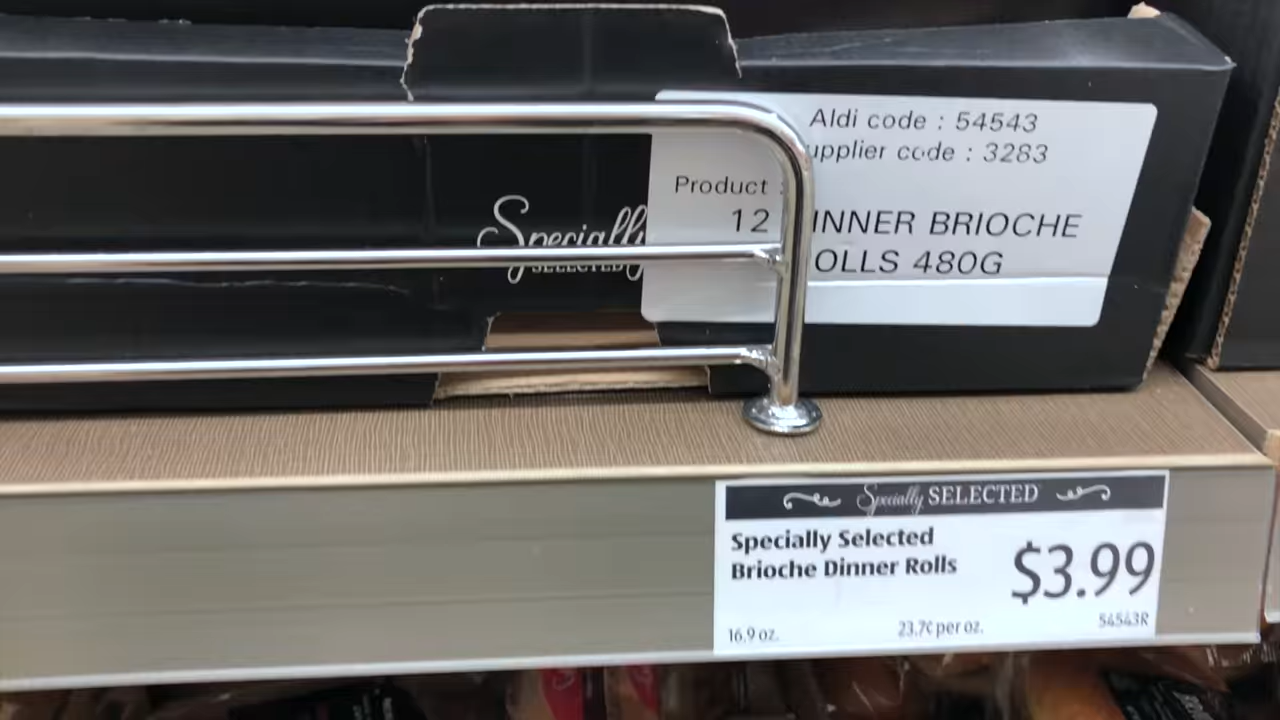 Aldi code : 54543
upplier code : 3283
Product :
12 INNER BRIOCHE
OLLS 480G
Specially
SELECTED
Specially SELECTED
Specially Selected
Brioche Dinner Rolls
$3.99
16.9 oz.
23.7¢ per oz.
54543R